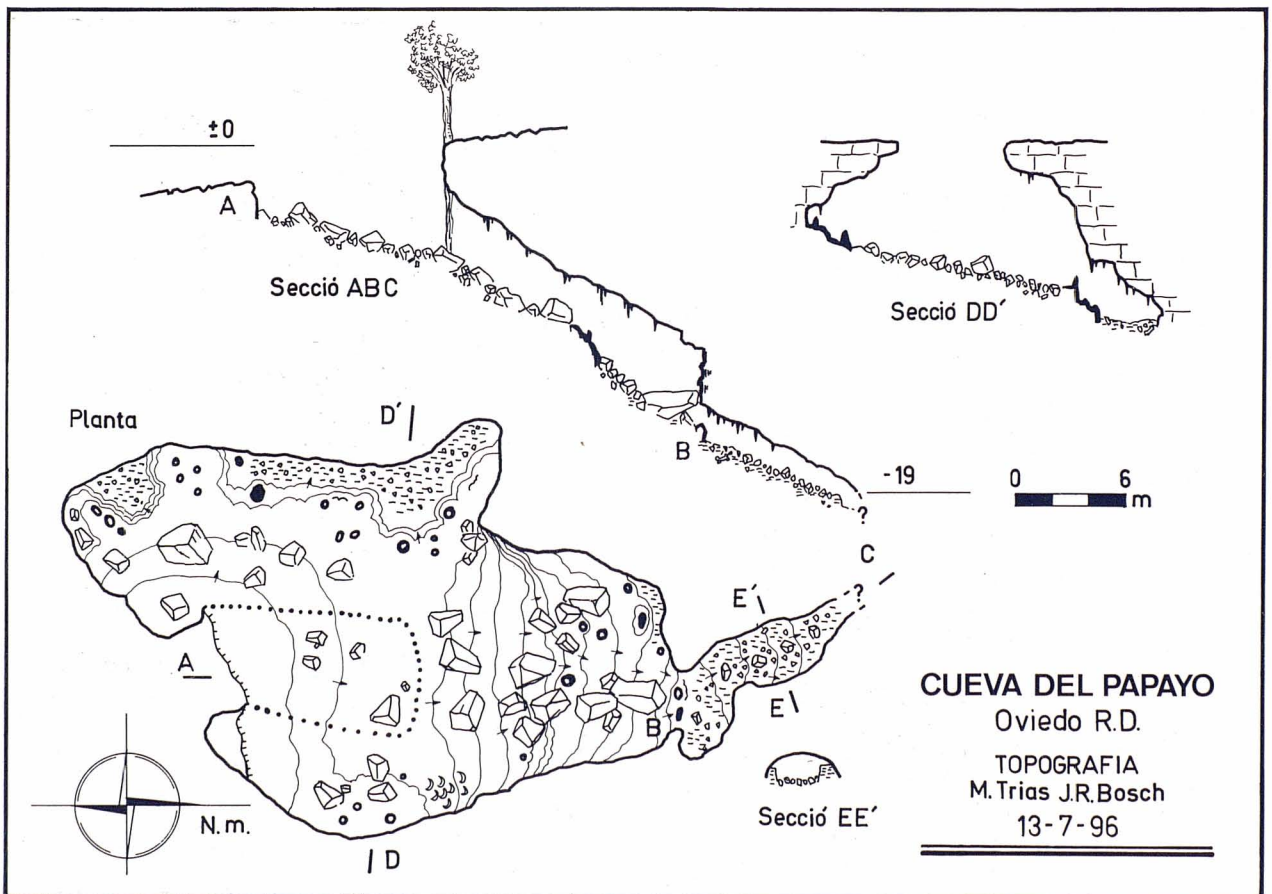 ±0
A
Secció ABC
Secció DD′
Planta
D′
B
-19
0 6
m
?
C
?
E′
A
E
B
CUEVA DEL PAPAYO
Oviedo R.D.
TOPOGRAFIA
M. Trias J.R. Bosch
13-7-96
N.m.
Secció EE′
D